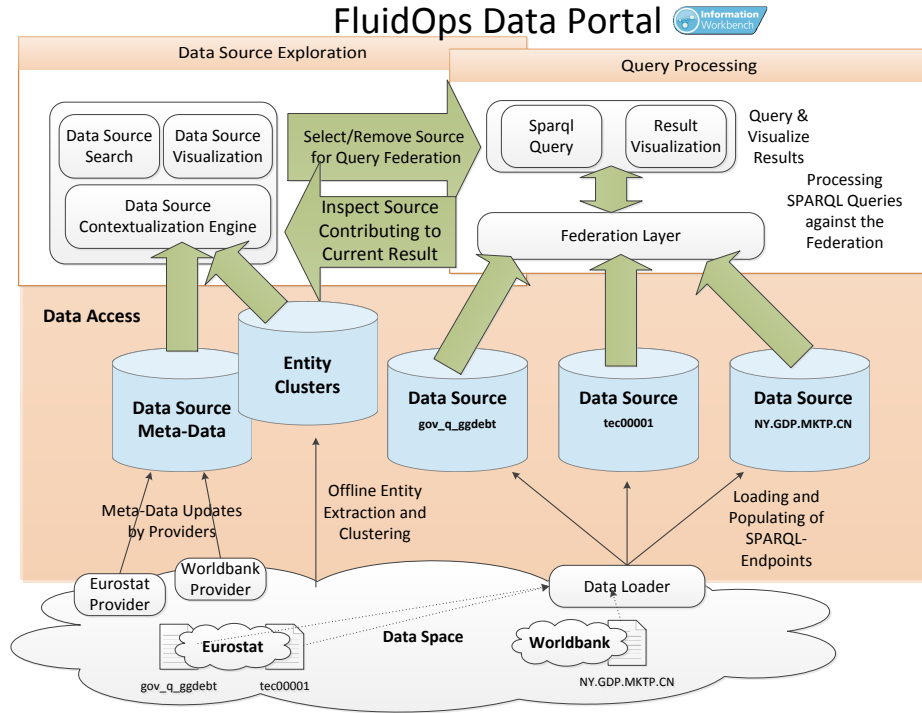 FluidOps Data Portal
Information
Workbench
Data Source Exploration
Query Processing
Data Source
Search
Data Source
Visualization
Data Source
Contextualization Engine
Select/Remove Source
for Query Federation
Inspect Source
Contributing to
Current Result
Sparql
Query
Result
Visualization
Query &
Visualize
Results
Processing
SPARQL Queries
against the
Federation
Federation Layer
Data Access
Data Source
Meta-Data
Entity
Clusters
Data Source
gov_q_ggdebt
Data Source
tec00001
Data Source
NY.GDP.MKTP.CN
Meta-Data Updates
by Providers
Offline Entity
Extraction and
Clustering
Loading and
Populating of
SPARQL-
Endpoints
Eurostat
Provider
Worldbank
Provider
Data Loader
Data Space
Eurostat
gov_q_ggdebt
tec00001
Worldbank
NY.GDP.MKTP.CN